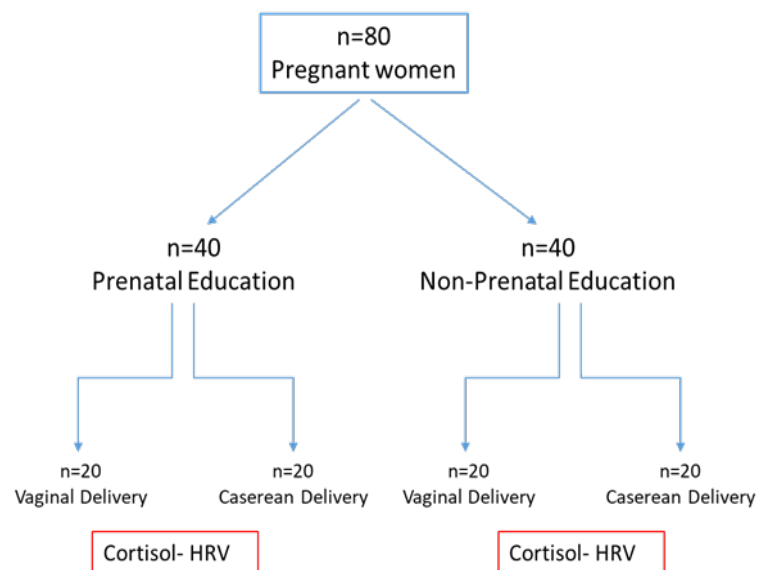 n=80
Pregnant women
n=40
Prenatal Education
n=40
Non-Prenatal Education
n=20
Vaginal Delivery
n=20
Caserean Delivery
n=20
Vaginal Delivery
n=20
Caserean Delivery
Cortisol- HRV
Cortisol- HRV